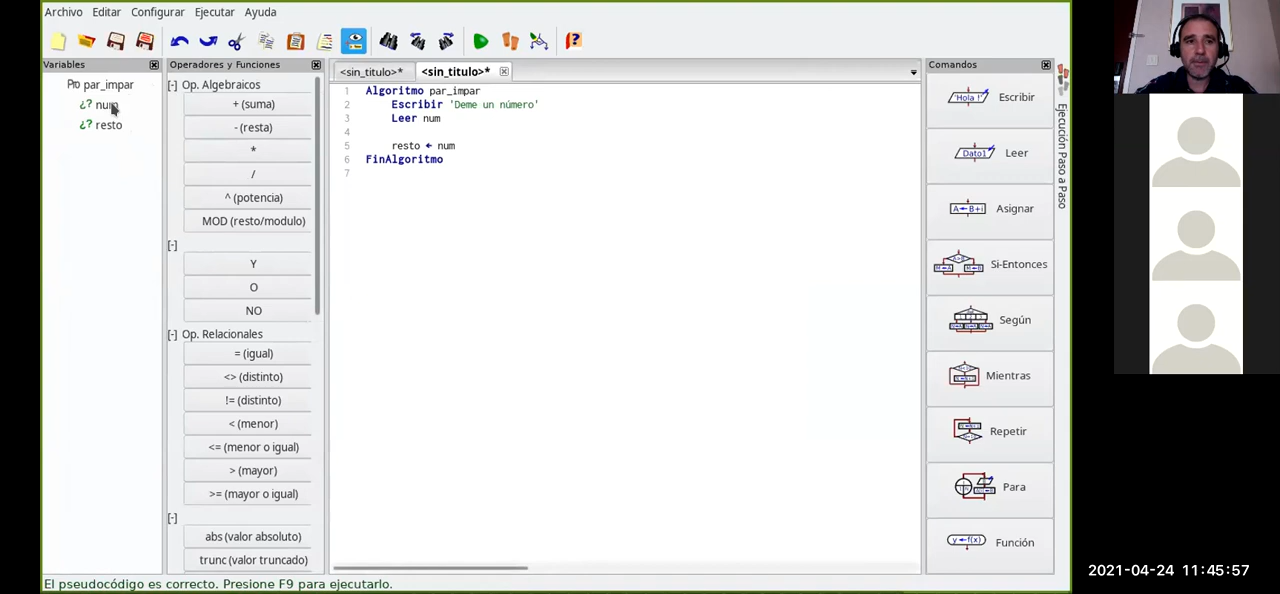 Archivo Editar Configurar Ejecutar Ayuda
Variables
par_impar
¿? num
¿? resto
Operadores y Funciones
[-] Op. Algebraicos
+ (suma)
- (resta)
*
/
^ (potencia)
MOD (resto/modulo)
[-]
Y
O
NO
[-] Op. Relacionales
= (igual)
<> (distinto)
!= (distinto)
< (menor)
<= (menor o igual)
> (mayor)
>= (mayor o igual)
[-]
abs (valor absoluto)
trunc (valor truncado)
<sin_titulo>* <sin_titulo>*
1 Algoritmo par_impar
2 Escribir 'Deme un número'
3 Leer num
4
5 resto ← num
6 FinAlgoritmo
7
Comandos
'Hola !' Escribir
Dato1 Leer
A←B+i Asignar
Si-Entonces
Según
Mientras
Repetir
Para
y←f(x) Función
Ejecución Paso a Paso
El pseudocódigo es correcto. Presione F9 para ejecutarlo.
2021-04-24 11:45:57